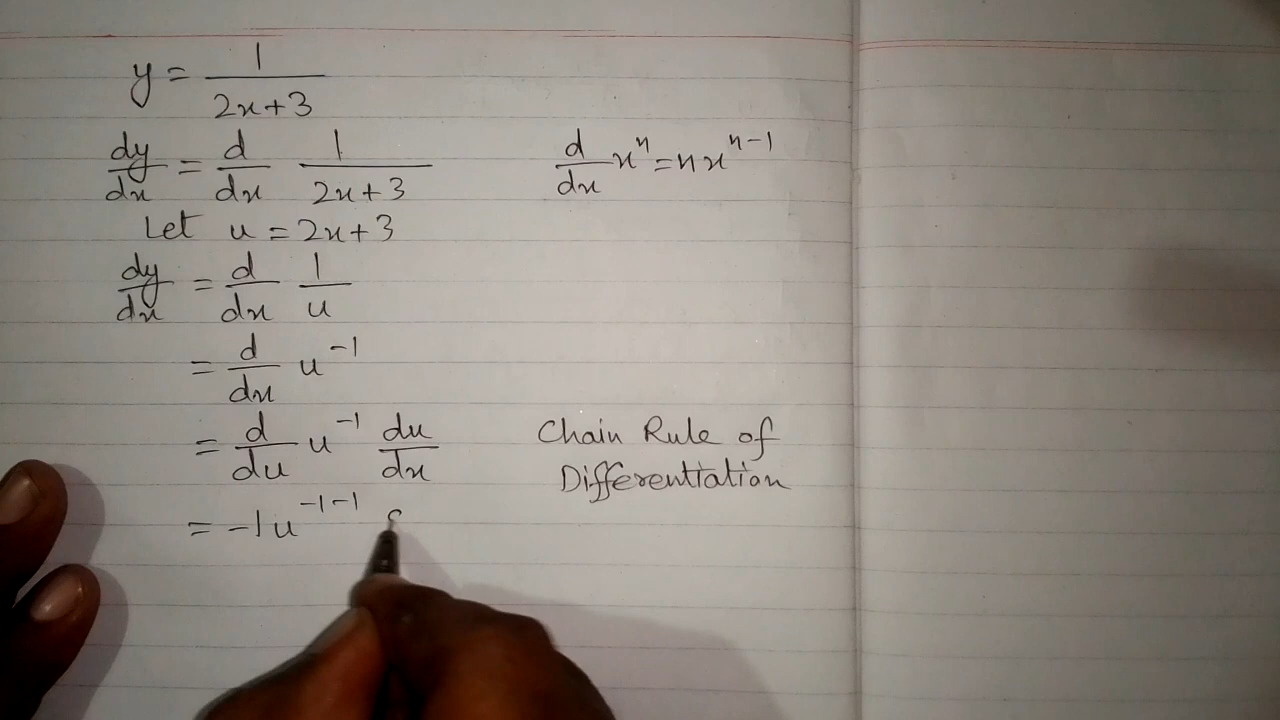 y = 1/(2x+3)
dy/dx = d/dx 1/(2x+3)
d/dx x^n = nx^(n-1)
Let u = 2x+3
dy/dx = d/dx 1/u
= d/dx u^-1
= d/du u^-1 du/dx
Chain Rule of
Differentiation
= -1u^(-1-1)